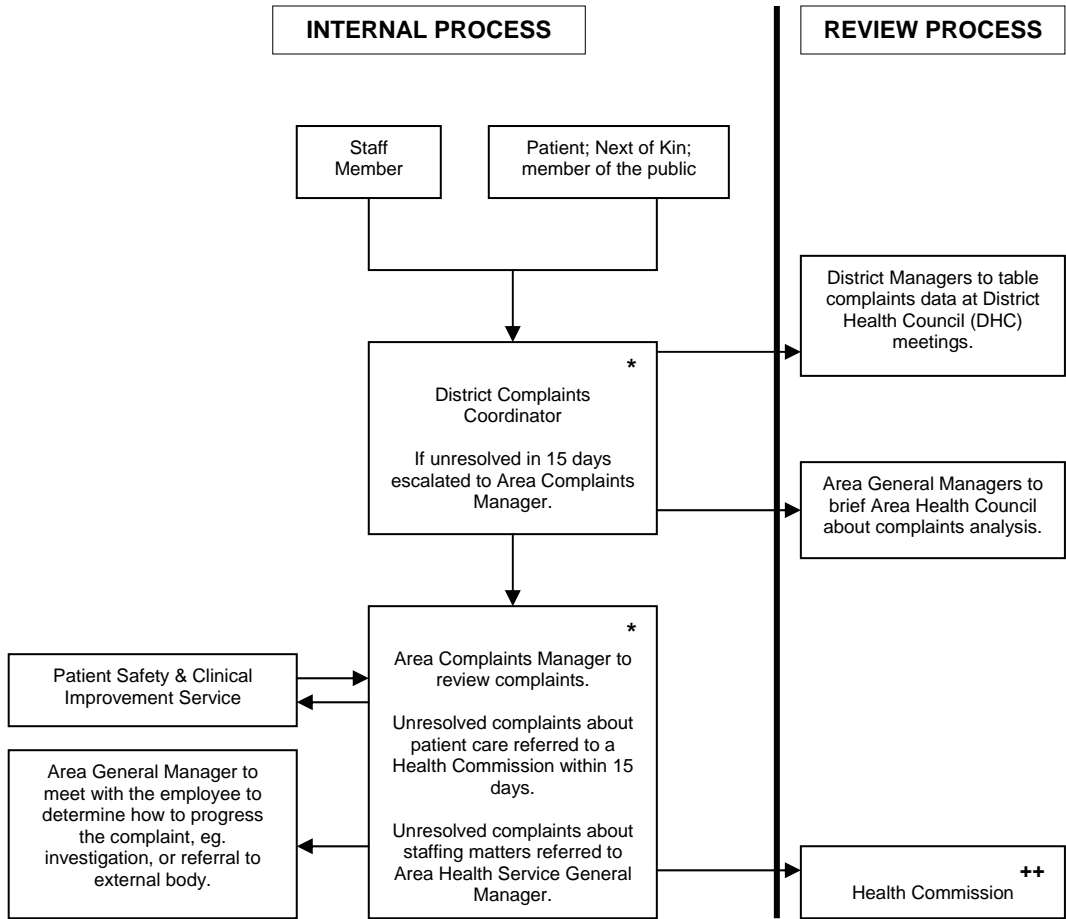 INTERNAL PROCESS
REVIEW PROCESS
Staff
Member
Patient; Next of Kin;
member of the public
District Managers to table
complaints data at District
Health Council (DHC)
meetings.
*
District Complaints
Coordinator
If unresolved in 15 days
escalated to Area Complaints
Manager.
Area General Managers to
brief Area Health Council
about complaints analysis.
*
Area Complaints Manager to
review complaints.
Unresolved complaints about
patient care referred to a
Health Commission within 15
days.
Unresolved complaints about
staffing matters referred to
Area Health Service General
Manager.
Patient Safety & Clinical
Improvement Service
Area General Manager to
meet with the employee to
determine how to progress
the complaint, eg.
investigation, or referral to
external body.
++
Health Commission